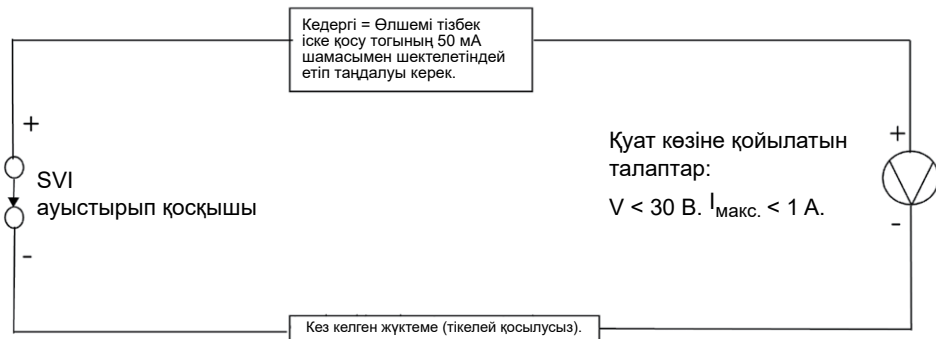 Кедергі = Өлшемі тізбек
іске қосу тогының 50 мА
шамасымен шектелетіндей
етіп таңдалуы керек.
+
SVI
ауыстырып қосқышы
-
Қуат көзіне қойылатын
талаптар:
V < 30 В. Iмакс. < 1 А.
+
-
Кез келген жүктеме (тікелей қосылусыз).